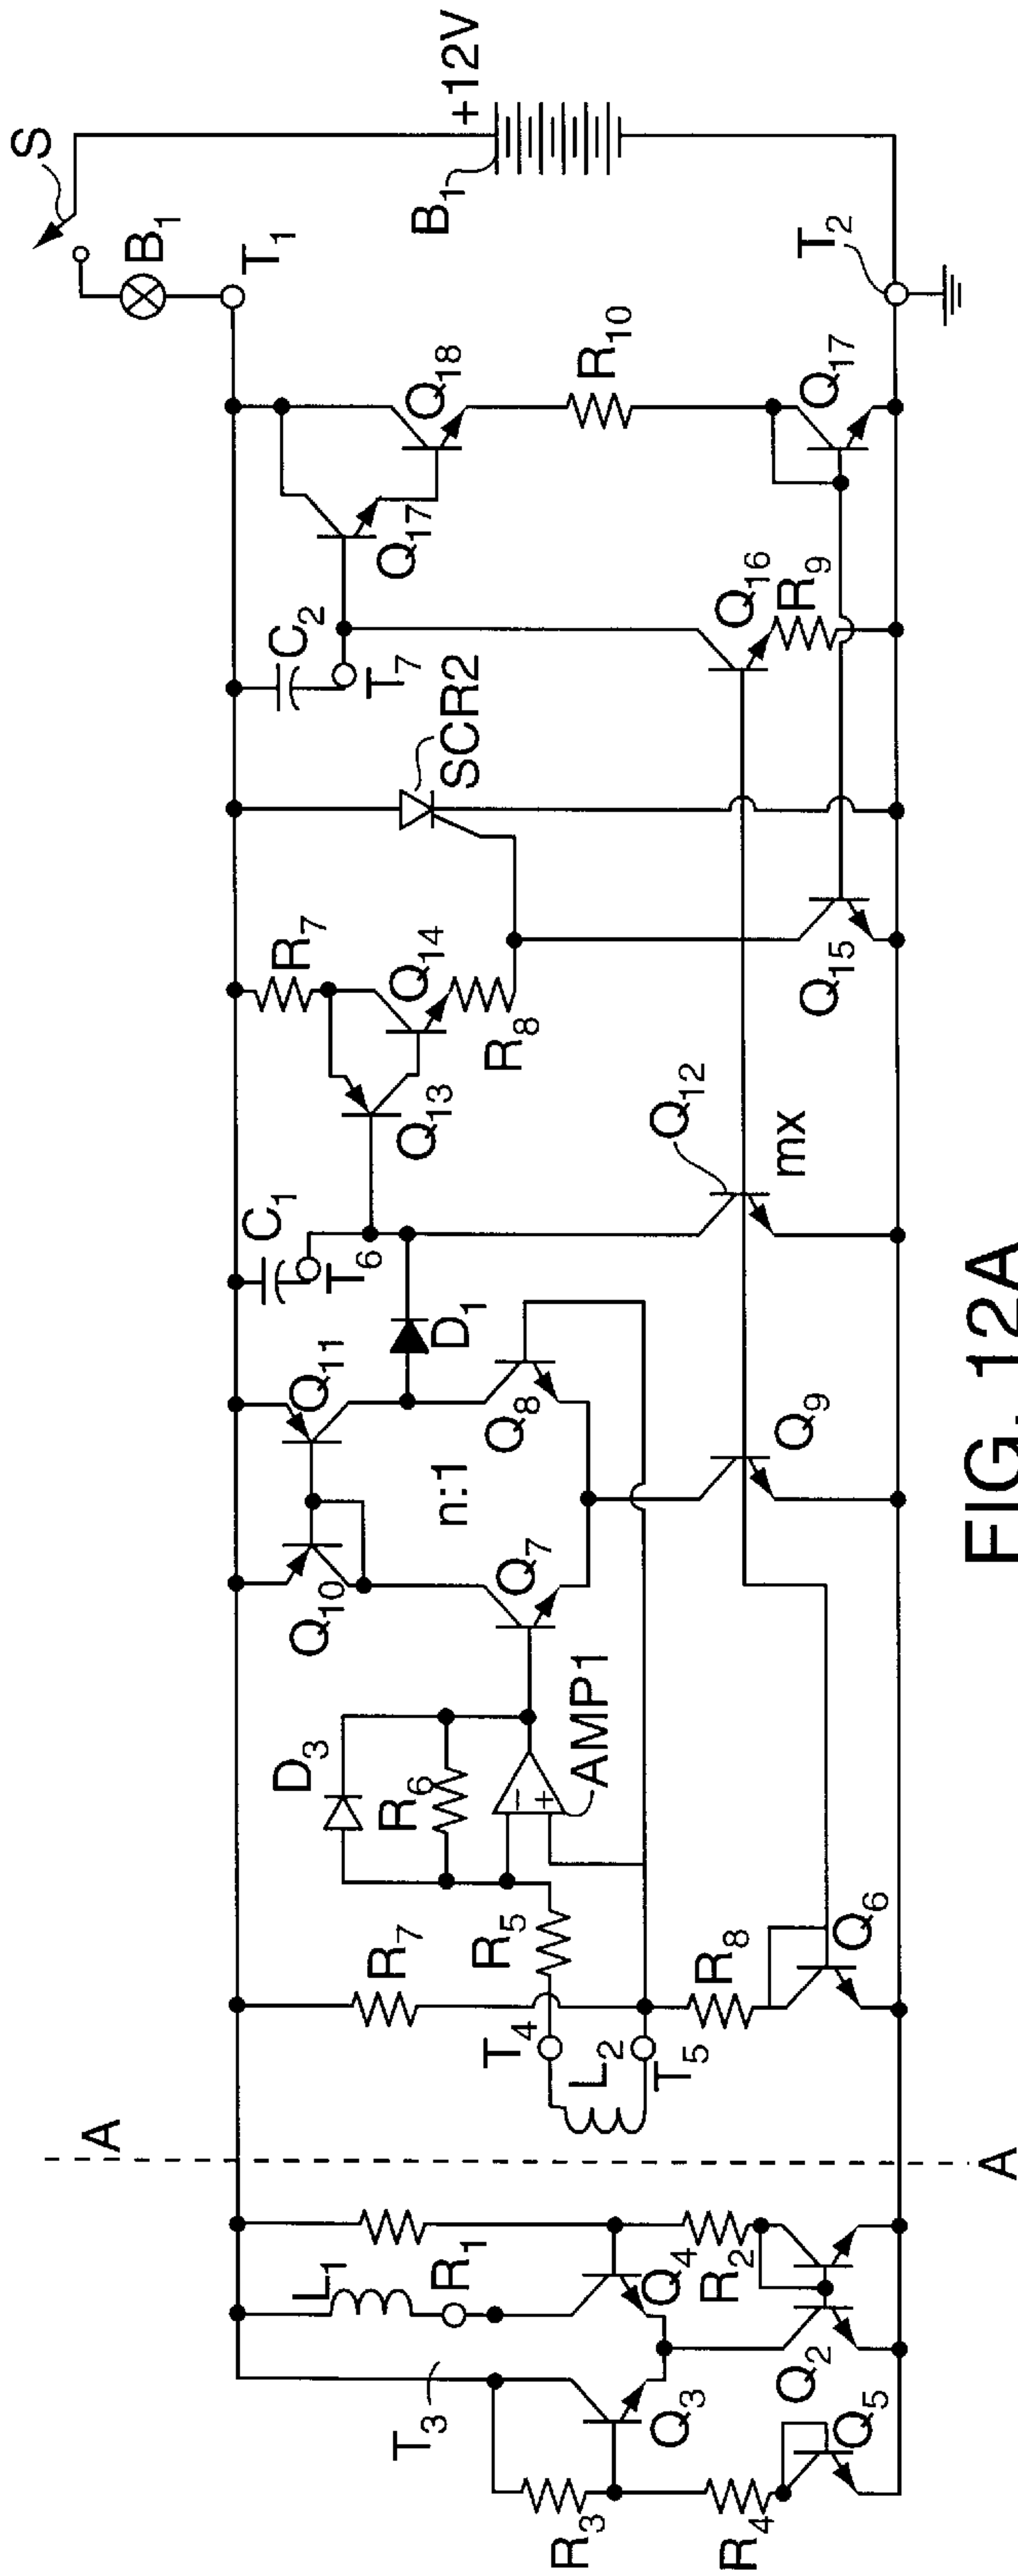 A
A
L₁
R₁
T₃
R₃
R₄
Q₃
Q₄
R₂
Q₂
Q₅
T₄
L₂
T₅
R₇
R₅
R₈
Q₆
D₃
R₆
AMP1
−
+
Q₁₀
Q₁₁
n:1
Q₇
Q₈
Q₉
D₁
C₁
T₆
Q₁₂
mx
Q₁₃
R₇
Q₁₄
R₈
Q₁₅
SCR2
C₂
T₇
Q₁₆
R₉
Q₁₇
Q₁₈
R₁₀
Q₁₇
S
B₁
T₁
B₁
+12V
T₂
FIG. 12A